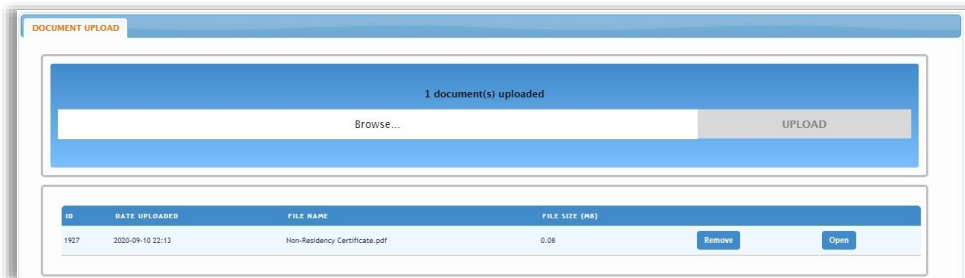 DOCUMENT UPLOAD
1 document(s) uploaded
Browse...
UPLOAD
ID DATE UPLOADED FILE NAME FILE SIZE (MB)
1927 2020-09-10 22:13 Non-Residency Certificate.pdf 0.08 Remove Open